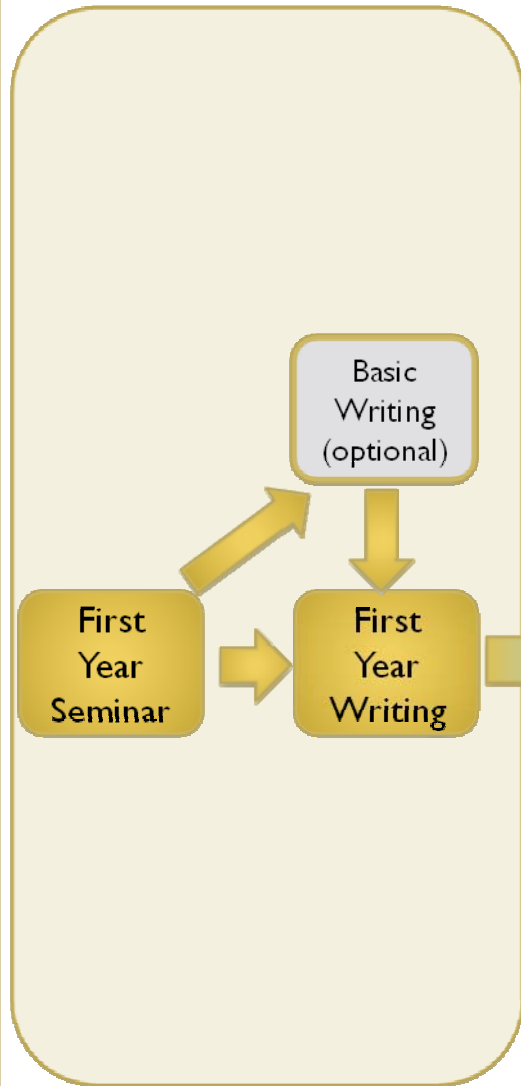 Basic
Writing
(optional)
First
Year
Seminar
First
Year
Writing